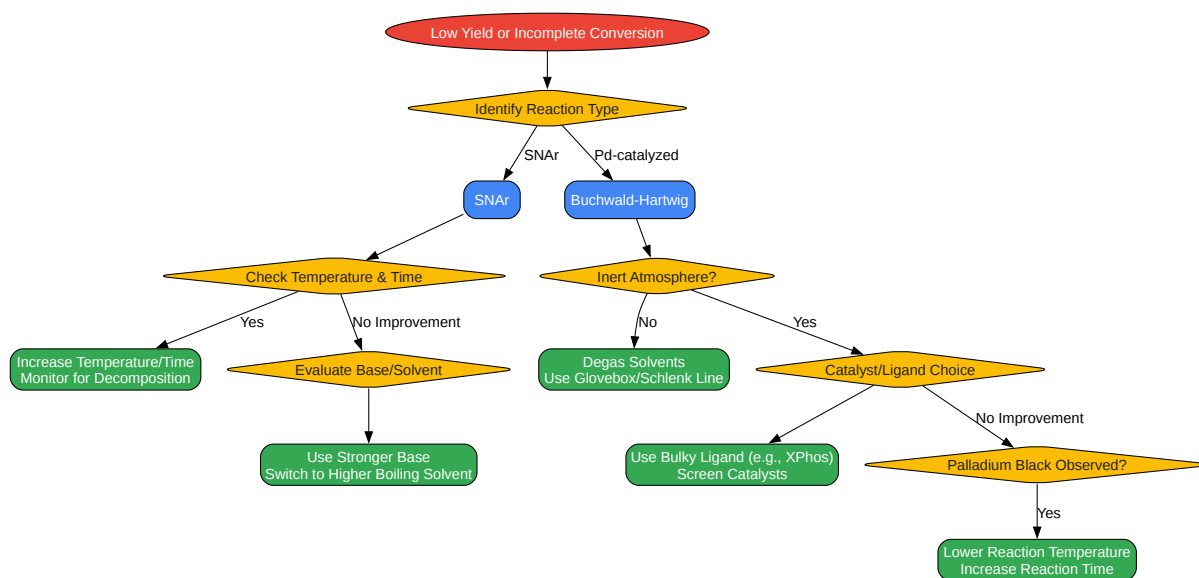 Low Yield or Incomplete Conversion
Identify Reaction Type
SNAr
Pd-catalyzed
SNAr
Buchwald-Hartwig
Check Temperature & Time
Inert Atmosphere?
Yes
No Improvement
No
Yes
Increase Temperature/Time
Monitor for Decomposition
Evaluate Base/Solvent
Degas Solvents
Use Glovebox/Schlenk Line
Catalyst/Ligand Choice
No Improvement
Use Stronger Base
Switch to Higher Boiling Solvent
Use Bulky Ligand (e.g., XPhos)
Screen Catalysts
Palladium Black Observed?
Yes
Lower Reaction Temperature
Increase Reaction Time